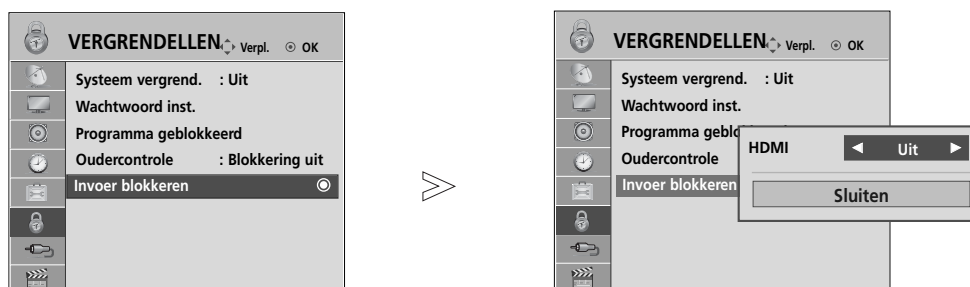 VERGRENDELLEN Verpl. OK
Systeem vergrend. : Uit
Wachtwoord inst.
Programma geblokkeerd
Oudercontrole : Blokkering uit
Invoer blokkeren
VERGRENDELLEN Verpl. OK
Systeem vergrend. : Uit
Wachtwoord inst.
Programma geblo
Oudercontrole
Invoer blokkeren
HDMI ◄ Uit ►
Sluiten